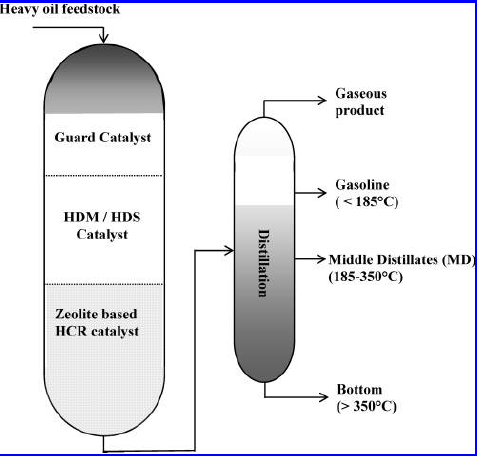 Heavy oil feedstock
Guard Catalyst
HDM / HDS
Catalyst
Zeolite based
HCR catalyst
Distillation
Gaseous
product
Gasoline
( < 185°C)
Middle Distillates (MD)
(185-350°C)
Bottom
(> 350°C)